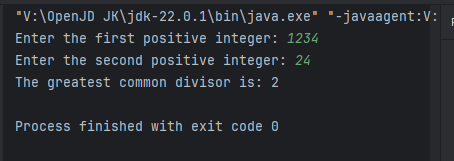 "V:\OpenJD JK\jdk-22.0.1\bin\java.exe" "-javaagent:V:
Enter the first positive integer: 1234
Enter the second positive integer: 24
The greatest common divisor is: 2
Process finished with exit code 0